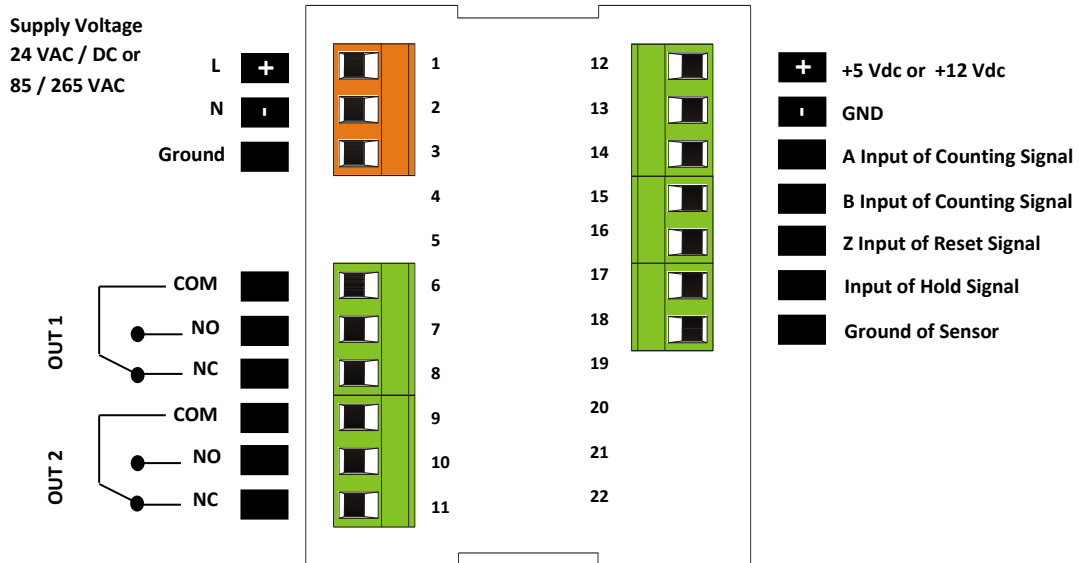 Supply Voltage
24 VAC / DC or
85 / 265 VAC
L +
N -
Ground
COM
NO
NC
OUT 1
COM
NO
NC
OUT 2
1
2
3
4
5
6
7
8
9
10
11
12
13
14
15
16
17
18
19
20
21
22
+ +5 Vdc or +12 Vdc
- GND
A Input of Counting Signal
B Input of Counting Signal
Z Input of Reset Signal
Input of Hold Signal
Ground of Sensor